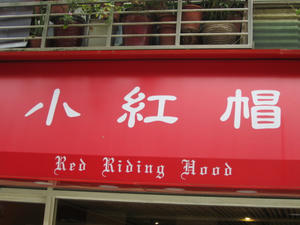 小紅帽
Red Riding Hood